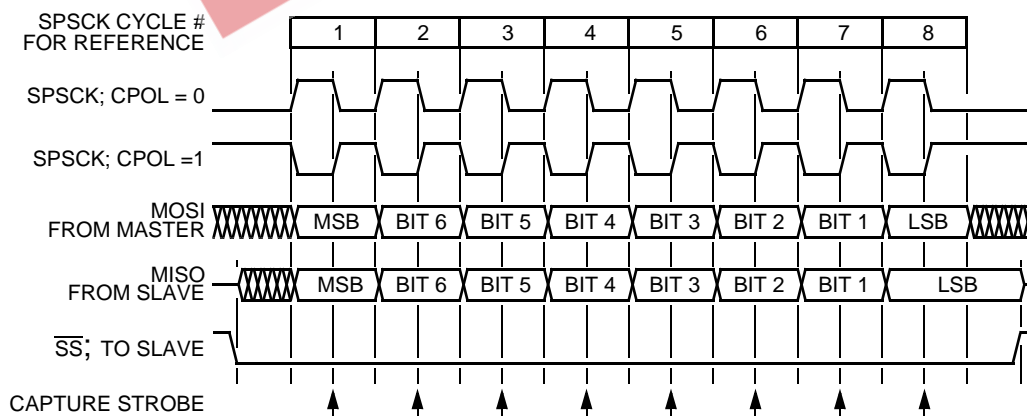 SPSCK CYCLE #
FOR REFERENCE
1 2 3 4 5 6 7 8
SPSCK; CPOL = 0
SPSCK; CPOL =1
MOSI
FROM MASTER
MSB BIT 6 BIT 5 BIT 4 BIT 3 BIT 2 BIT 1 LSB
MISO
FROM SLAVE
MSB BIT 6 BIT 5 BIT 4 BIT 3 BIT 2 BIT 1 LSB
SS; TO SLAVE
CAPTURE STROBE